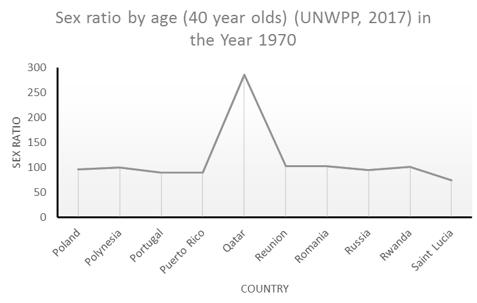 Sex ratio by age (40 year olds) (UNWPP, 2017) in
the Year 1970
300
250
200
150
100
50
0
SEX RATIO
Poland
Polynesia
Portugal
Puerto Rico
Qatar
Reunion
Romania
Russia
Rwanda
Saint Lucia
COUNTRY